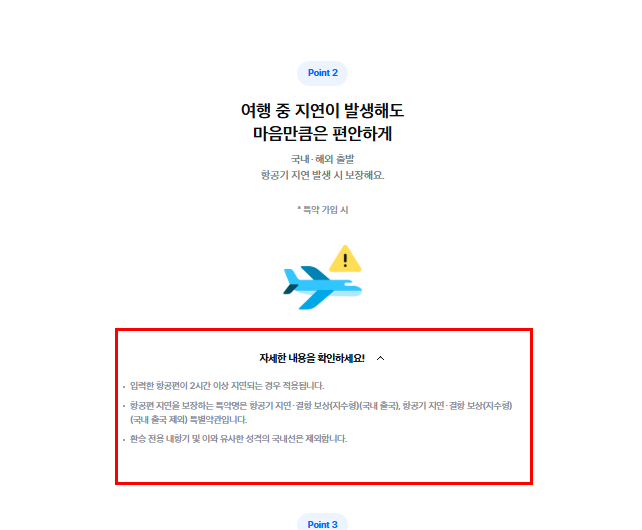 Point 2
여행 중 지연이 발생해도
마음만큼은 편안하게
국내·해외 출발
항공기 지연 발생 시 보장해요.
* 특약 가입 시
자세한 내용을 확인하세요!
· 입력한 항공편이 2시간 이상 지연되는 경우 적용됩니다.
· 항공편 지연을 보장하는 특약명은 항공기 지연·결항 보상(지수형)(국내 출국), 항공기 지연·결항 보상(지수형)
(국내 출국 제외) 특별약관입니다.
· 환승 전용 내항기 및 이와 유사한 성격의 국내선은 제외합니다.
Point 3